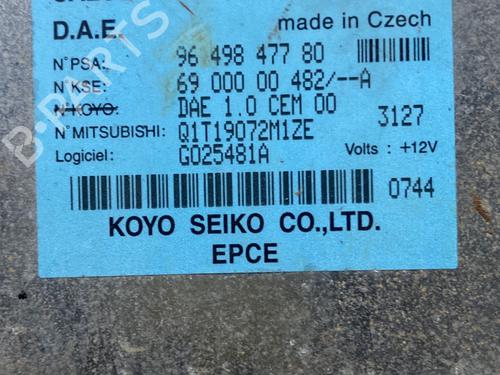 D.A.E. made in Czech
N°PSA: 96 498 477 80
N°KSE: 69 000 00 482/--A
N°KOYO: DAE 1.0 CEM 00
N°MITSUBISHI: Q1T19072M1ZE 3127
Logiciel: G025481A Volts : +12V
0744
KOYO SEIKO CO.,LTD.
EPCE
B-PARTS